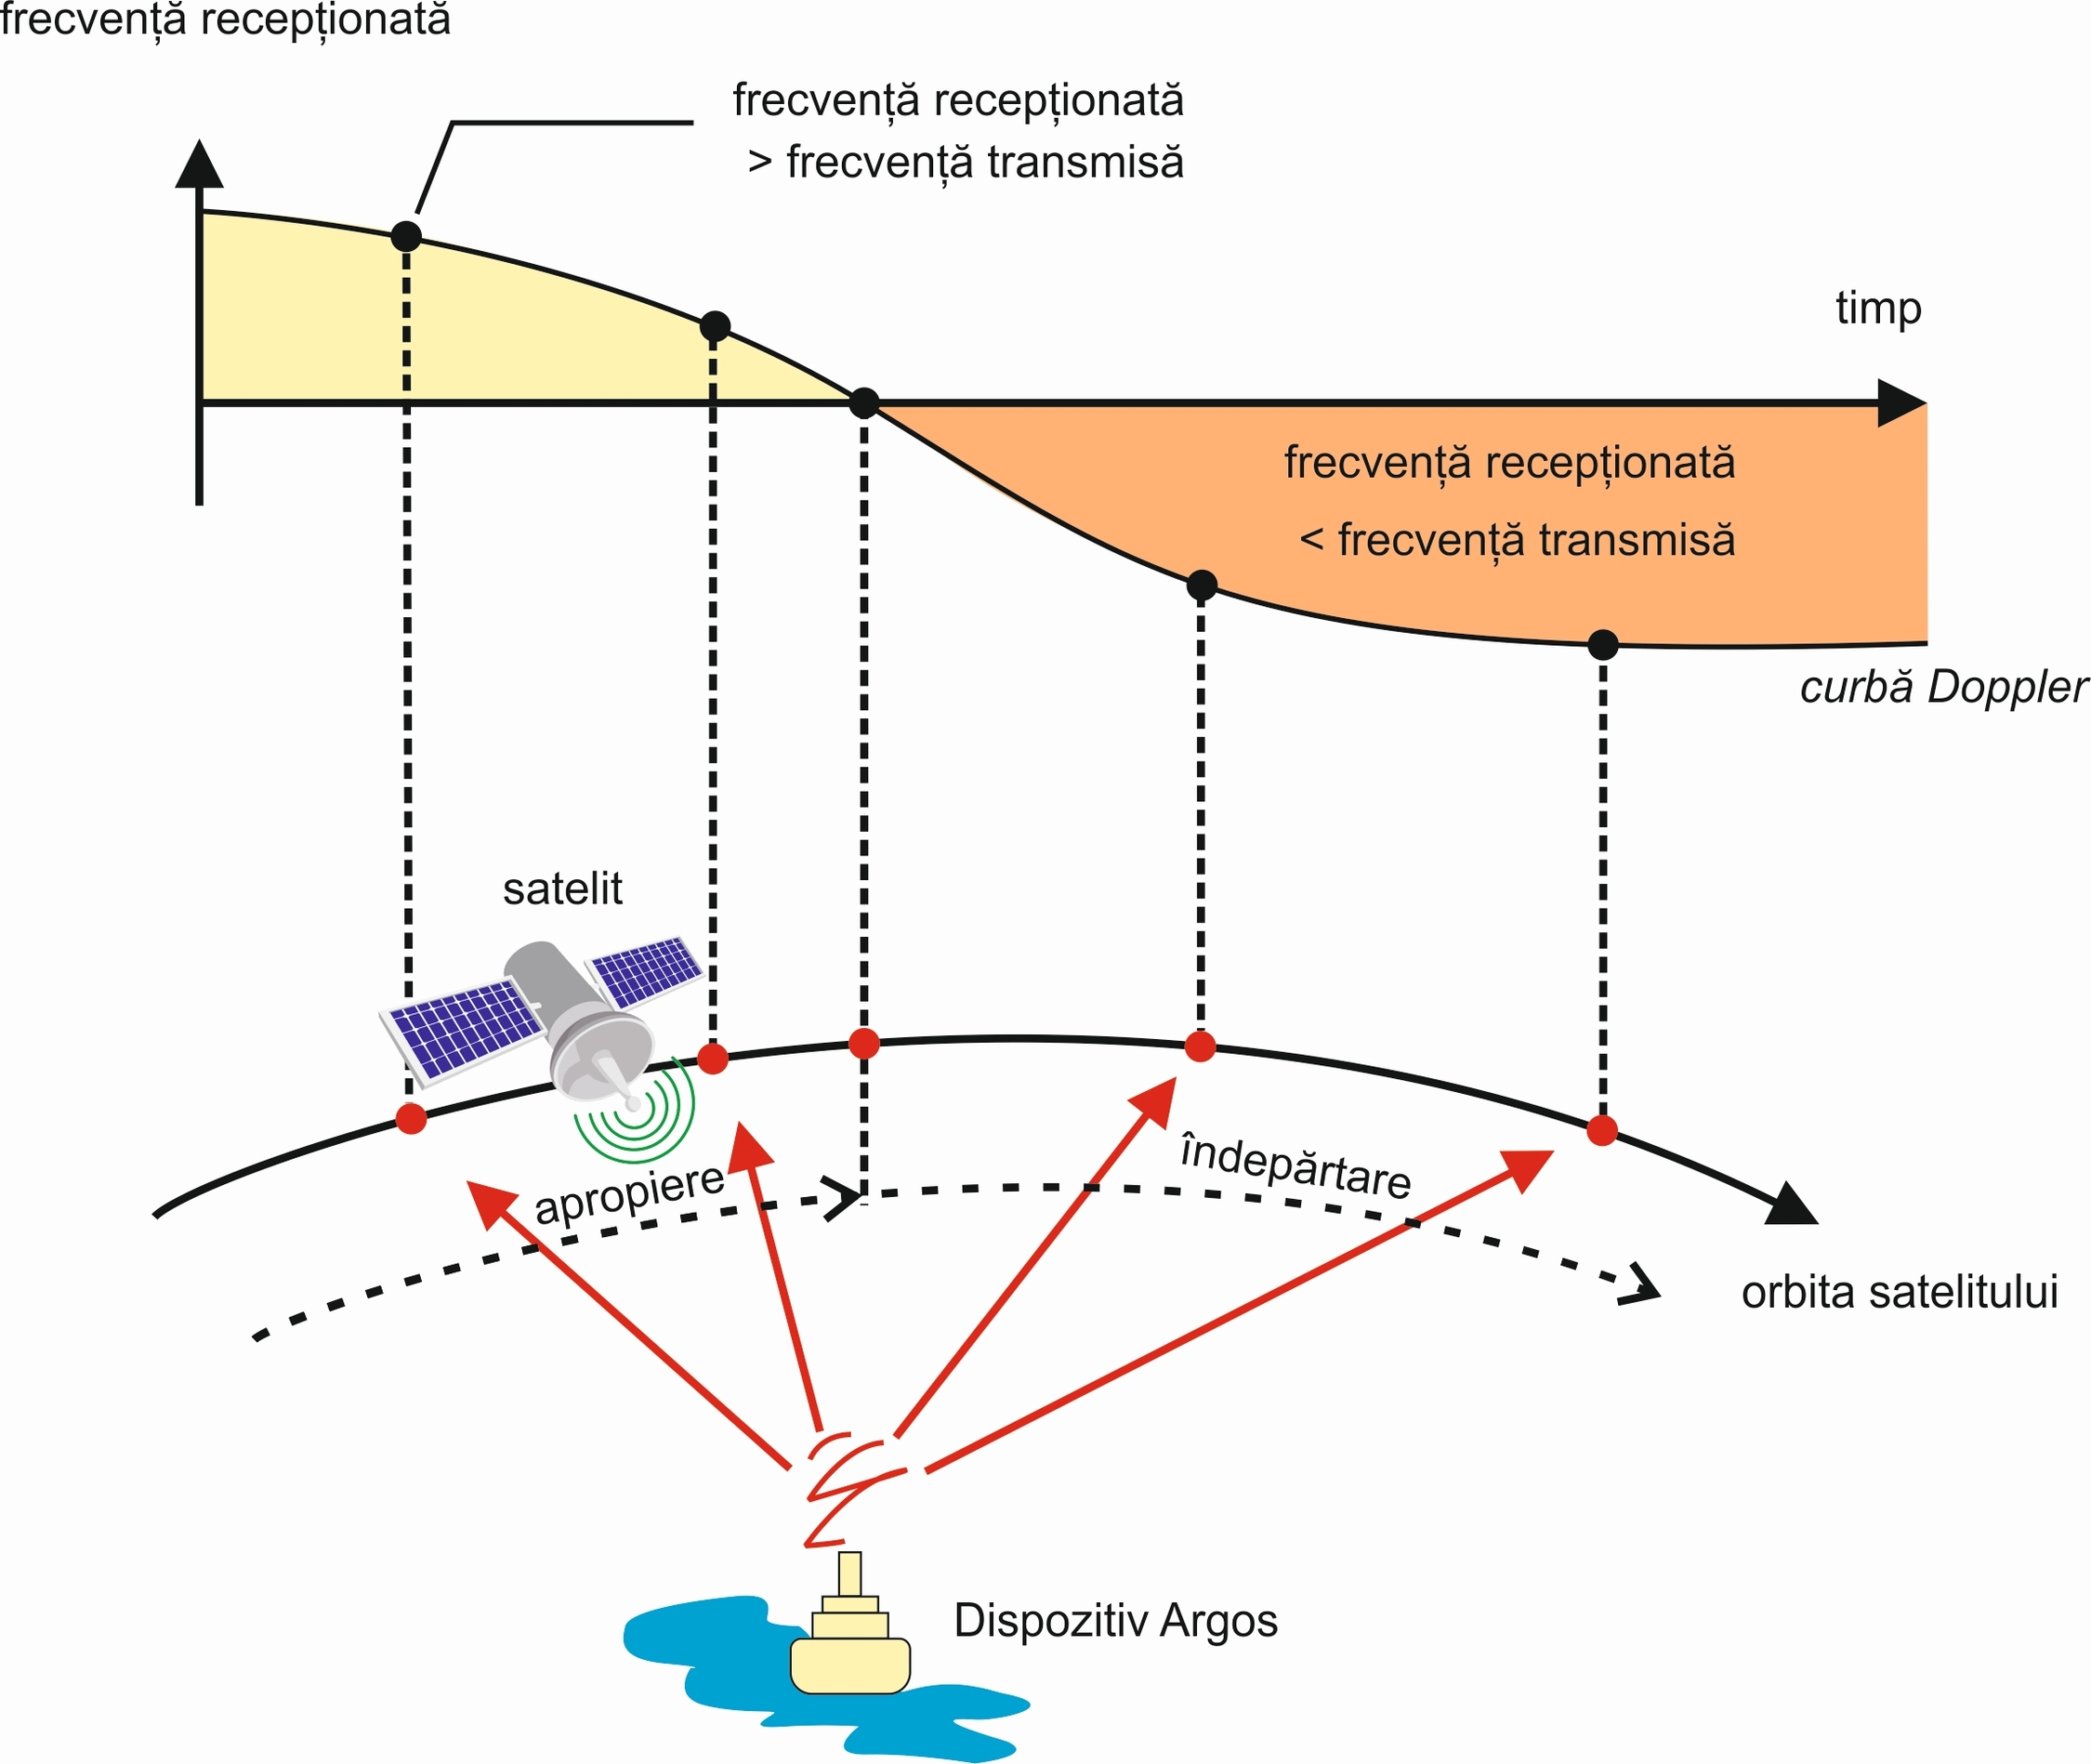 frecvență recepționată
frecvență recepționată
> frecvență transmisă
timp
frecvență recepționată
< frecvență transmisă
curbă Doppler
satelit
apropiere
îndepărtare
orbita satelitului
Dispozitiv Argos